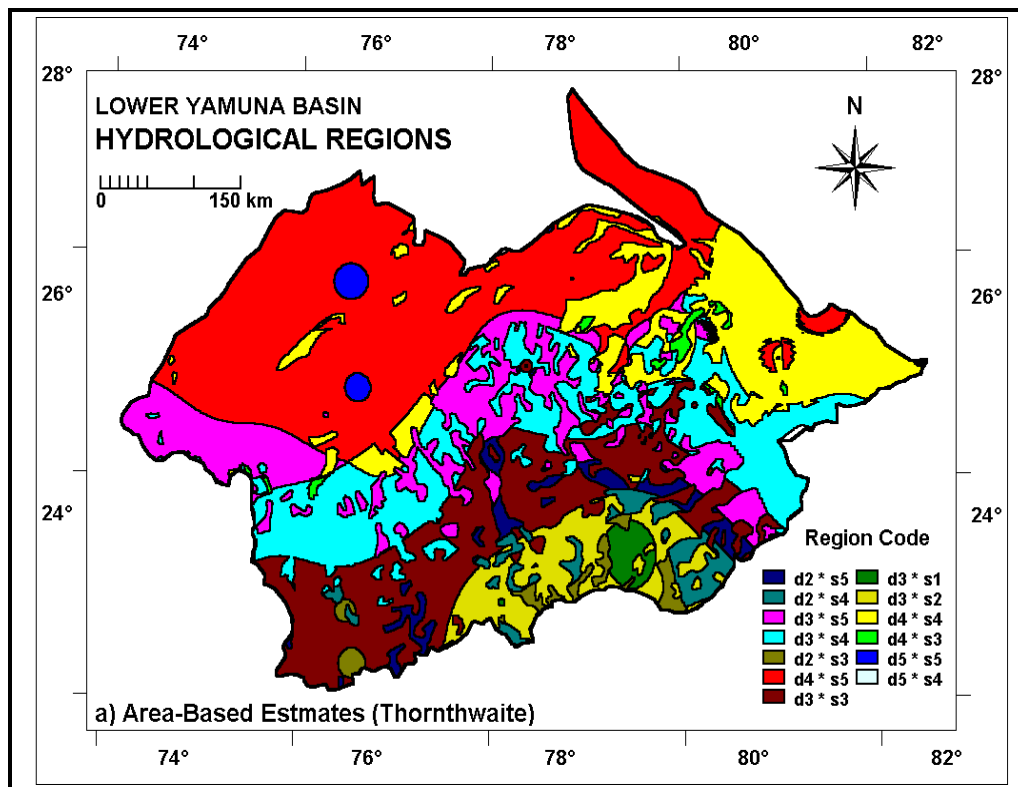 74° 76° 78° 80° 82°
28° 28°
LOWER YAMUNA BASIN
HYDROLOGICAL REGIONS
N
0 150 km
26° 26°
24° 24°
Region Code
d2 * s5 d3 * s1
d2 * s4 d3 * s2
d3 * s5 d4 * s4
d3 * s4 d4 * s3
d2 * s3 d5 * s5
d4 * s5 d5 * s4
d3 * s3
a) Area-Based Estmates (Thornthwaite)
74° 76° 78° 80° 82°